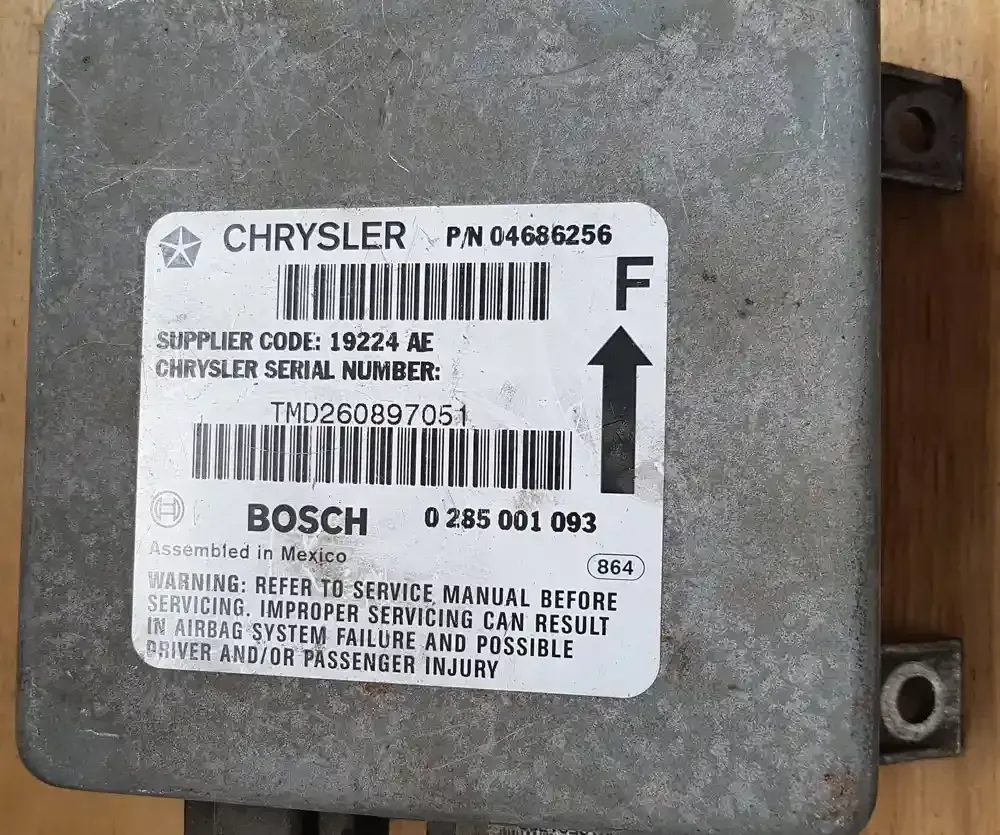 CHRYSLER P/N 04686256
F
SUPPLIER CODE: 19224 AE
CHRYSLER SERIAL NUMBER:
TMD260897051
BOSCH 0 285 001 093
Assembled in Mexico
864
WARNING: REFER TO SERVICE MANUAL BEFORE
SERVICING. IMPROPER SERVICING CAN RESULT
IN AIRBAG SYSTEM FAILURE AND POSSIBLE
DRIVER AND/OR PASSENGER INJURY